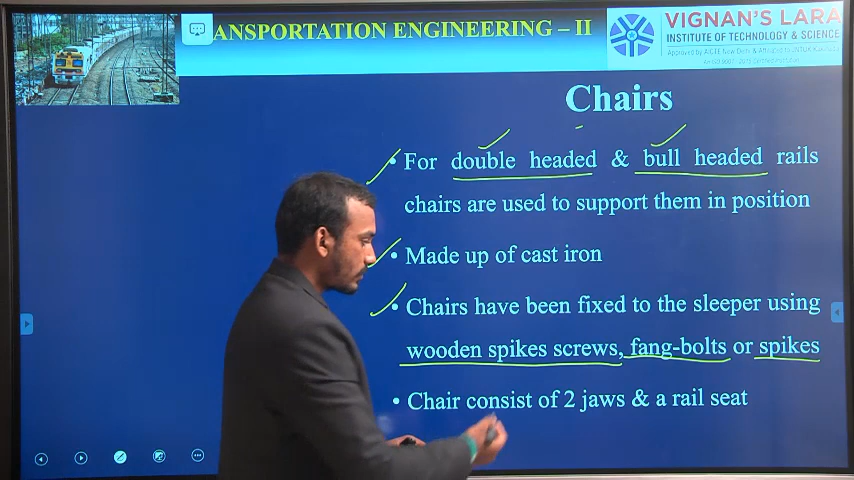 ANSPORTATION ENGINEERING – II
VIGNAN'S LARA
INSTITUTE OF TECHNOLOGY & SCIENCE
Chairs
• For double headed & bull headed rails
chairs are used to support them in position
• Made up of cast iron
• Chairs have been fixed to the sleeper using
wooden spikes screws, fang-bolts or spikes
• Chair consist of 2 jaws & a rail seat